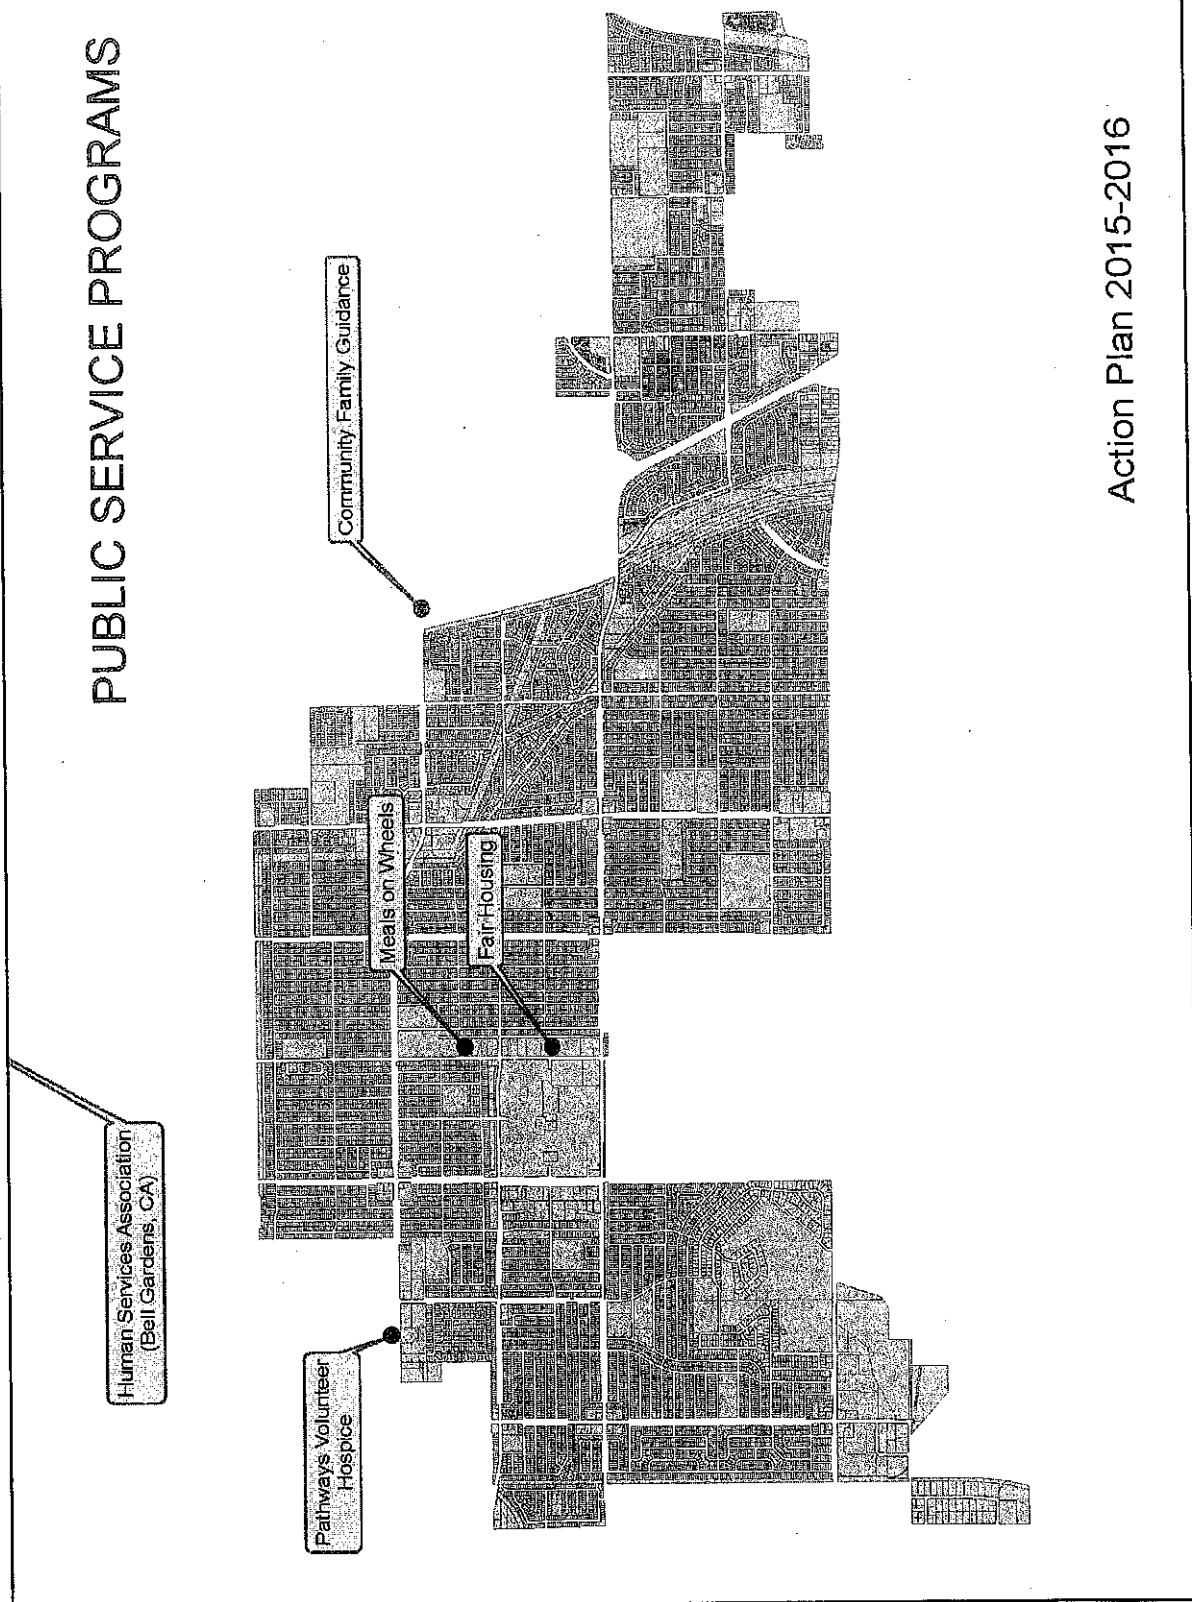 PUBLIC SERVICE PROGRAMS
Human Services Association
(Bell Gardens, CA)
Pathways Volunteer
Hospice
Community Family Guidance
Meals on Wheels
Fair Housing
Action Plan 2015-2016